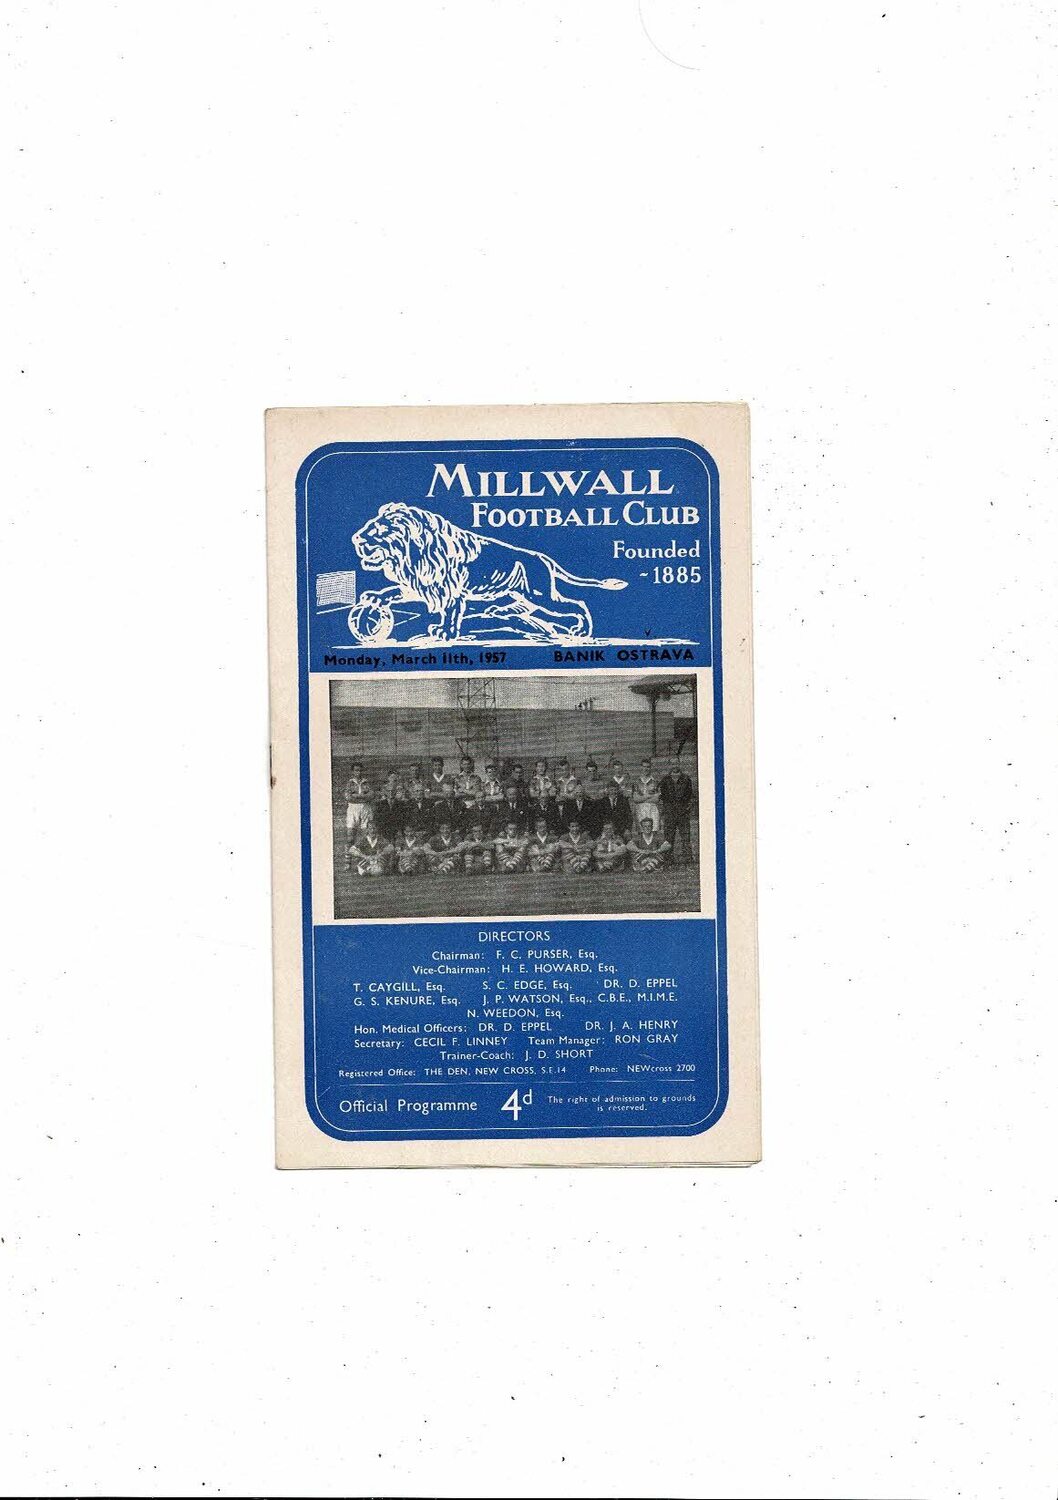 MILLWALL
FOOTBALL CLUB
Founded
~1885
v
Monday, March 11th, 1957 BANIK OSTRAVA
DIRECTORS
Chairman: F. C. PURSER, Esq.
Vice-Chairman: H. E. HOWARD, Esq.
T. CAYGILL, Esq. S. C. EDGE, Esq. DR. D. EPPEL
G. S. KENURE, Esq. J. P. WATSON, Esq., C.B.E., M.I.M.E.
N. WEEDON, Esq.
Hon. Medical Officers: DR. D. EPPEL DR. J. A. HENRY
Secretary: CECIL F. LINNEY Team Manager: RON GRAY
Trainer-Coach: J. D. SHORT
Registered Office: THE DEN, NEW CROSS, S.E.14 Phone: NEWcross 2700
Official Programme 4d The right of admission to grounds
is reserved.